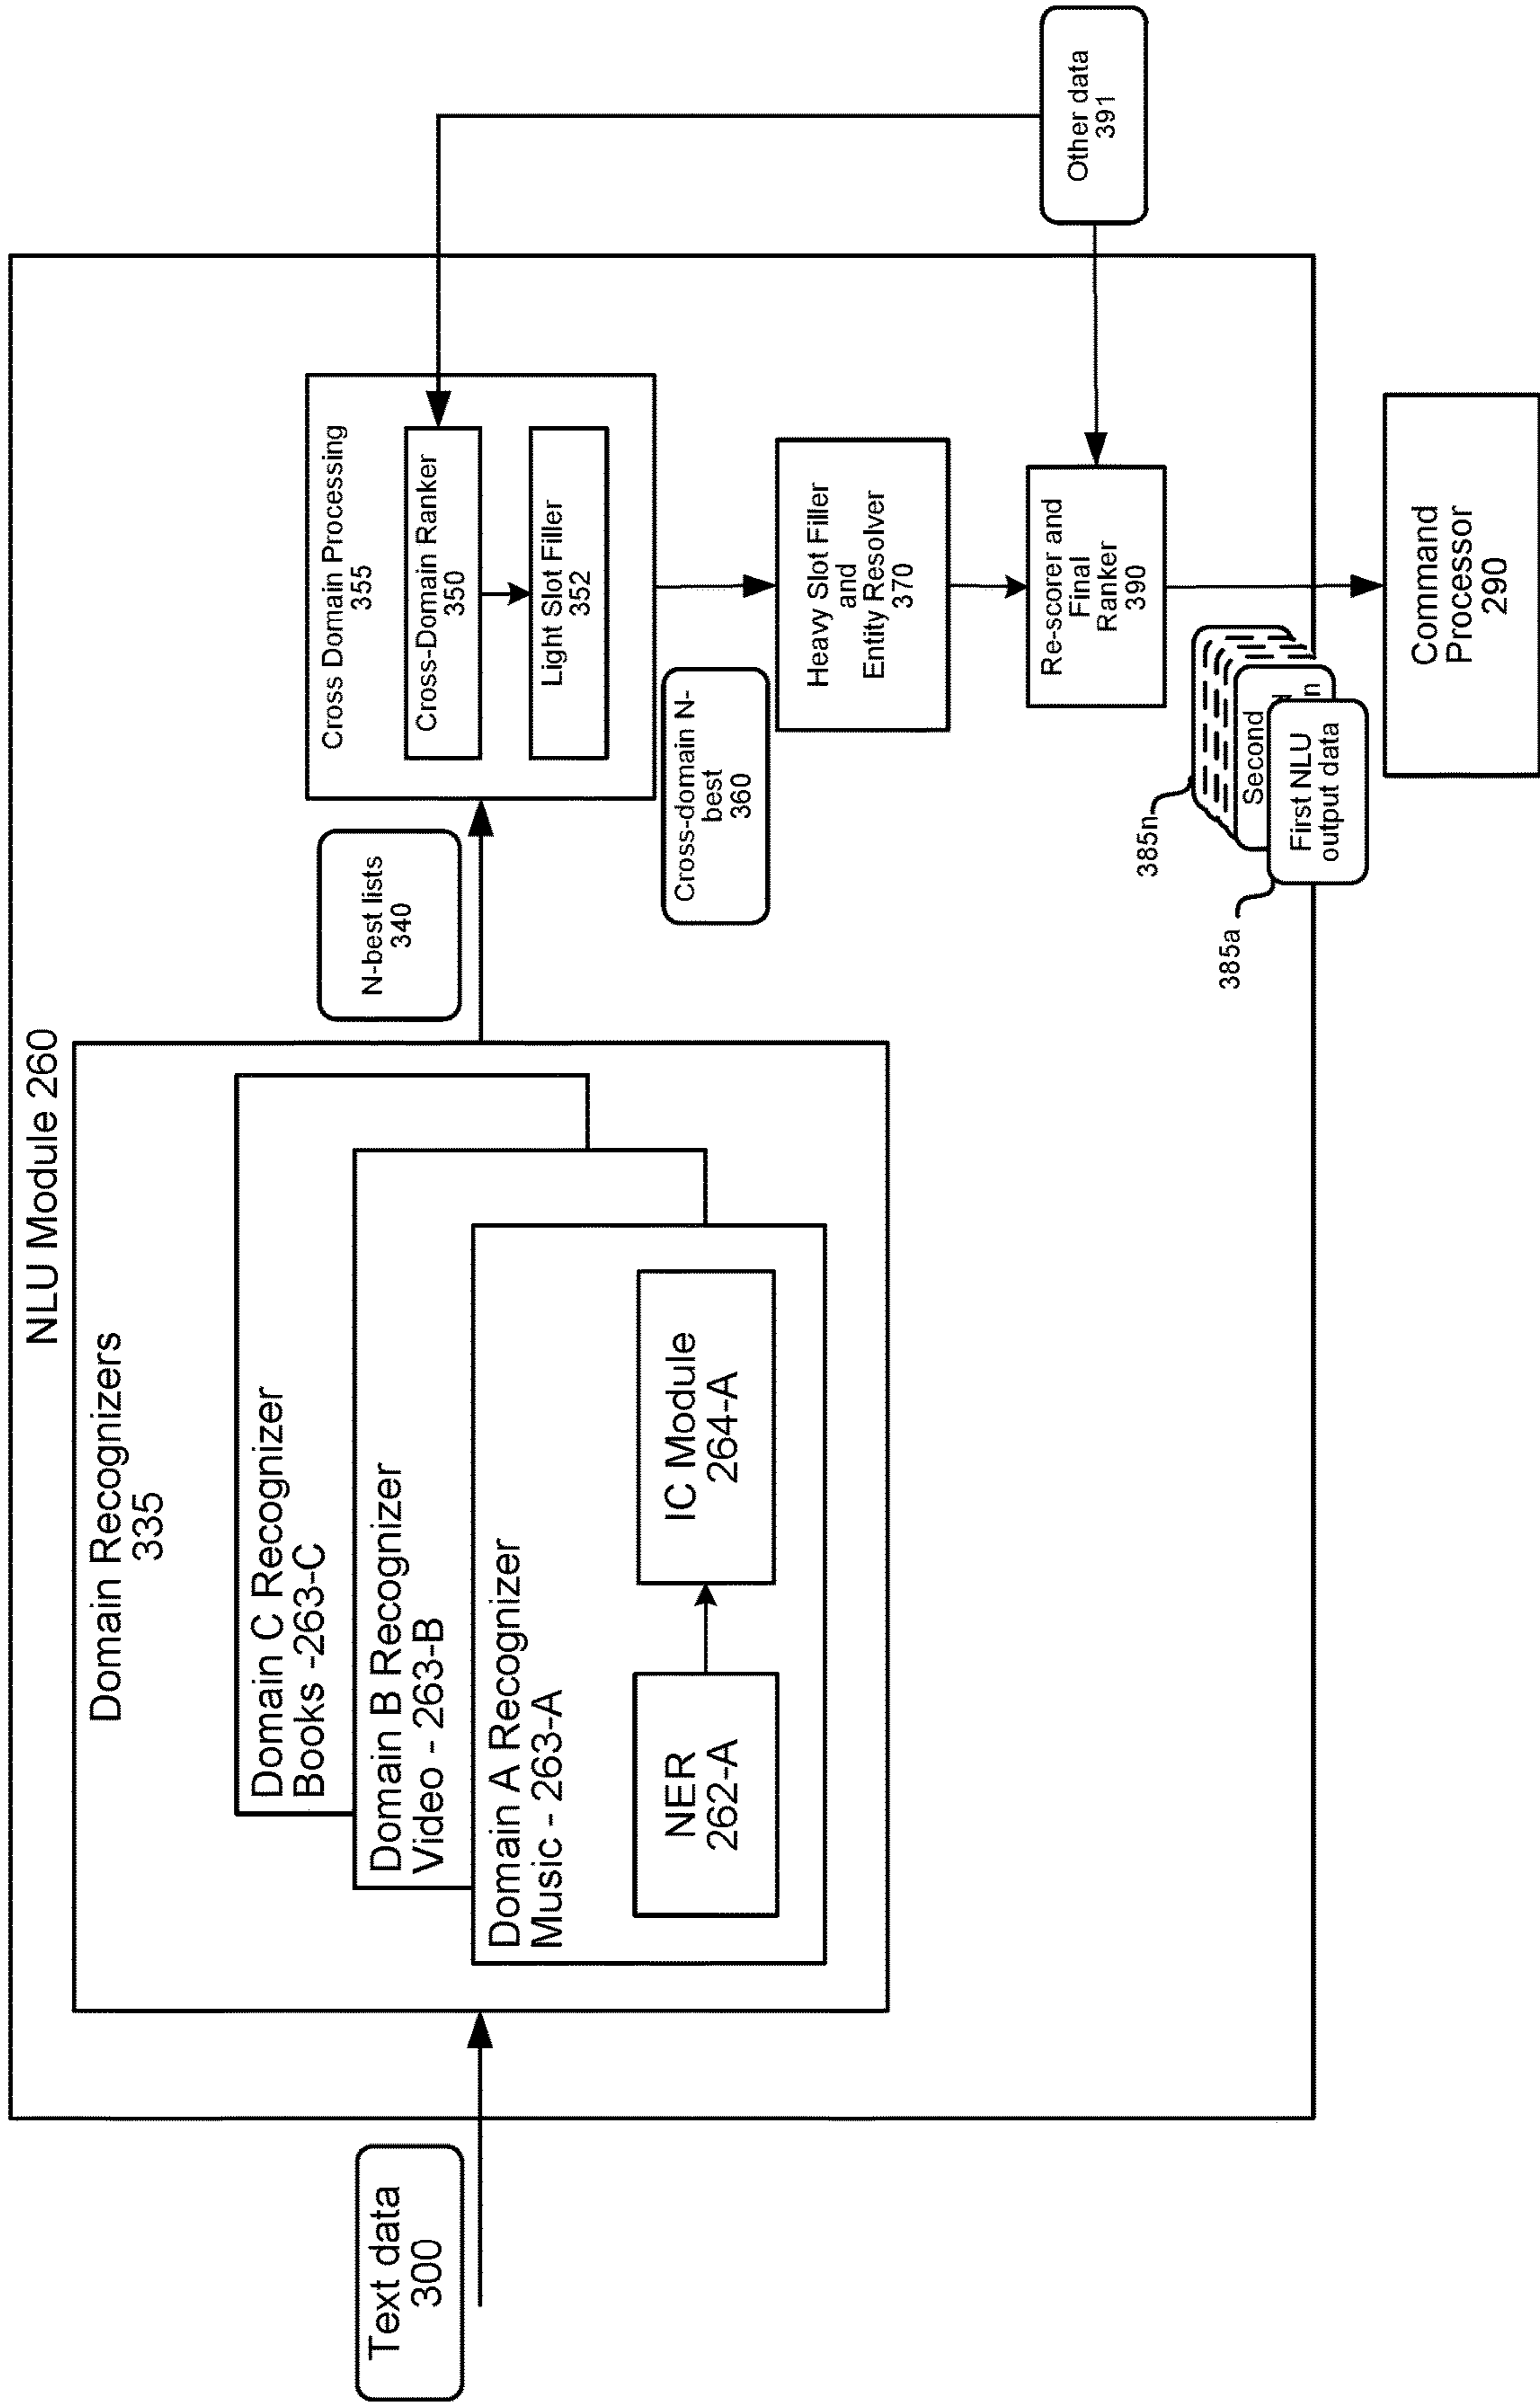 NLU Module 260
Text data
300
Domain Recognizers
335
Domain C Recognizer
Books -263-C
Domain B Recognizer
Video - 263-B
Domain A Recognizer
Music - 263-A
NER
262-A
IC Module
264-A
N-best lists
340
Cross Domain Processing
355
Cross-Domain Ranker
350
Light Slot Filler
352
Cross-domain N-
best
360
Heavy Slot Filler
and
Entity Resolver
370
Re-scorer and
Final
Ranker
390
Other data
391
385n
385a
Second
n
First NLU
output data
Command
Processor
290